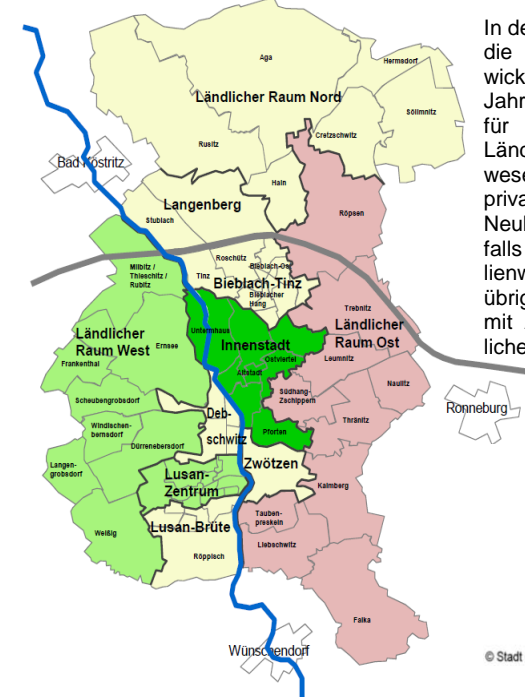 In de
die
wick
Jahr
für
Länd
wese
priva
Neul
falls
lienw
übrig
mit
liche
Aga
Hermsdorf
Ländlicher Raum Nord
Söllmnitz
Cretzschwitz
Rusitz
Bad Köstritz
Hain
Langenberg
Röpsen
Stublach
Roschütz
Bieblach-Ost
Milbitz /
Thieschitz /
Rubitz
Tinz
Bieblach-Tinz
Bieblacher
Hang
Trebnitz
Untermhaus
Ländlicher
Raum West
Innenstadt
Ländlicher
Raum Ost
Ernsee
Ostviertel
Leumnitz
Frankenthal
Altstadt
Naulitz
Südhang-
Zschippern
Scheubengrobsdorf
Ronneburg
Deb-
schwitz
Thränitz
Windischen-
bernsdorf
Pforten
Dürrenebersdorf
Langen-
grobsdorf
Zwötzen
Lusan-
Zentrum
Kaimberg
Tauben-
preskeln
Lusan-Brüte
Weißig
Liebschwitz
Röppisch
Falka
Wünschendorf
© Stadt